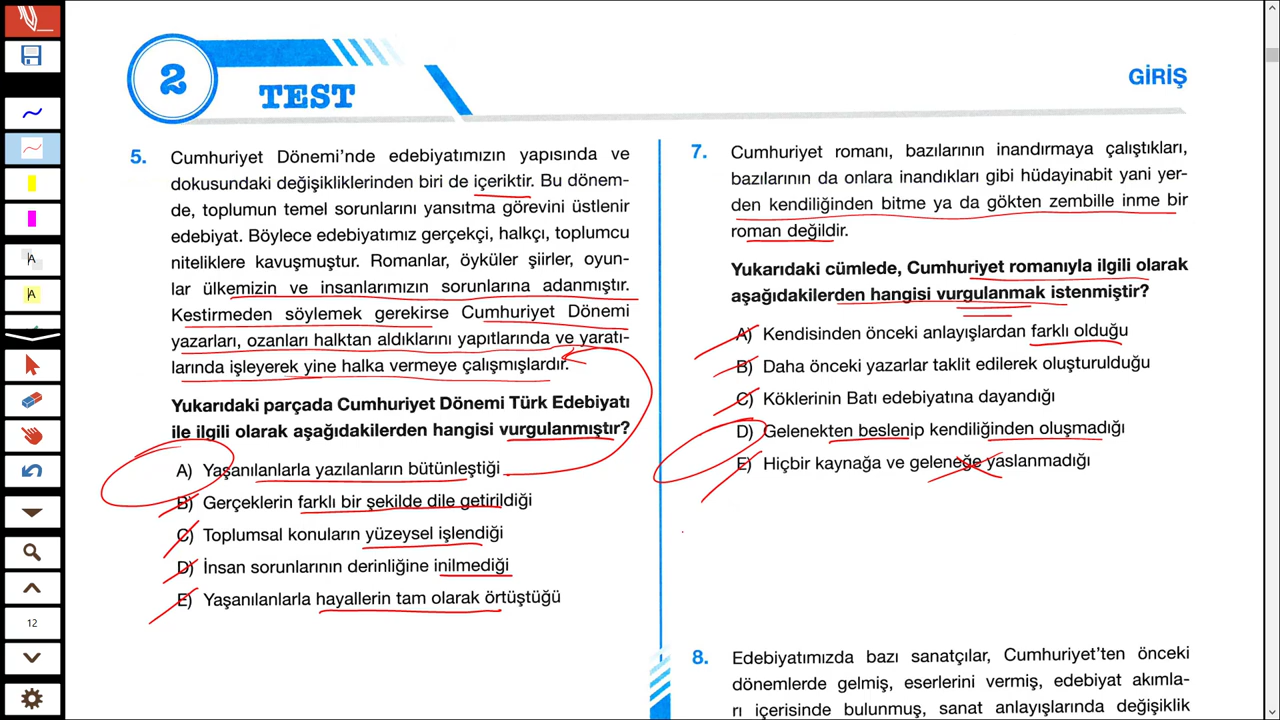 2
TEST
GİRİŞ
5. Cumhuriyet Dönemi'nde edebiyatımızın yapısında ve
dokusundaki değişikliklerinden biri de içeriktir. Bu dönem-
de, toplumun temel sorunlarını yansıtma görevini üstlenir
edebiyat. Böylece edebiyatımız gerçekçi, halkçı, toplumcu
niteliklere kavuşmuştur. Romanlar, öyküler şiirler, oyun-
lar ülkemizin ve insanlarımızın sorunlarına adanmıştır.
Kestirmeden söylemek gerekirse Cumhuriyet Dönemi
yazarları, ozanları halktan aldıklarını yapıtlarında ve yaratı-
larında işleyerek yine halka vermeye çalışmışlardır.
Yukarıdaki parçada Cumhuriyet Dönemi Türk Edebiyatı
ile ilgili olarak aşağıdakilerden hangisi vurgulanmıştır?
A) Yaşanılanlarla yazılanların bütünleştiği
B) Gerçeklerin farklı bir şekilde dile getirildiği
C) Toplumsal konuların yüzeysel işlendiği
D) İnsan sorunlarının derinliğine inilmediği
E) Yaşanılanlarla hayallerin tam olarak örtüştüğü
7. Cumhuriyet romanı, bazılarının inandırmaya çalıştıkları,
bazılarının da onlara inandıkları gibi hüdayinabit yani yer-
den kendiliğinden bitme ya da gökten zembille inme bir
roman değildir.
Yukarıdaki cümlede, Cumhuriyet romanıyla ilgili olarak
aşağıdakilerden hangisi vurgulanmak istenmiştir?
A) Kendisinden önceki anlayışlardan farklı olduğu
B) Daha önceki yazarlar taklit edilerek oluşturulduğu
C) Köklerinin Batı edebiyatına dayandığı
D) Gelenekten beslenip kendiliğinden oluşmadığı
E) Hiçbir kaynağa ve geleneğe yaslanmadığı
8. Edebiyatımızda bazı sanatçılar, Cumhuriyet'ten önceki
dönemlerde gelmiş, eserlerini vermiş, edebiyat akımla-
rı içerisinde bulunmuş, sanat anlayışlarında değişiklik
A
A
12